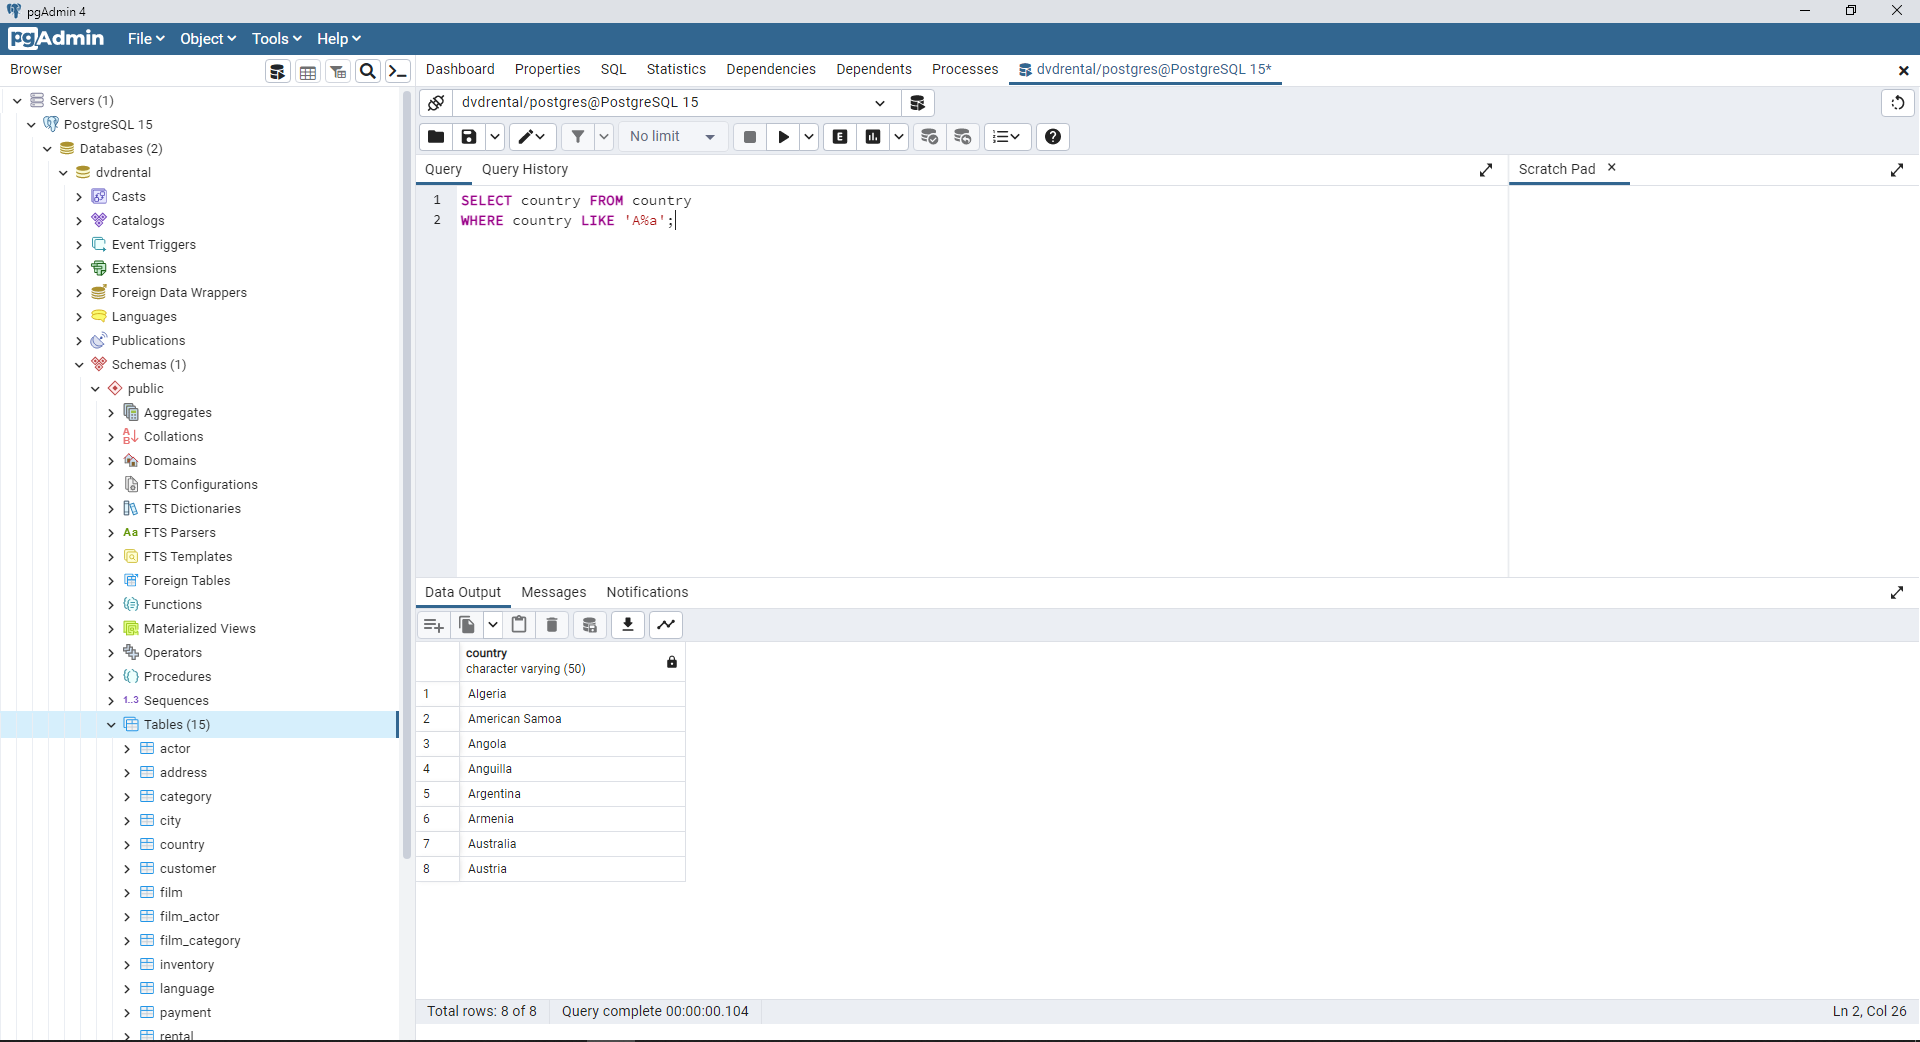 pgAdmin 4
pgAdmin File Object Tools Help
Browser
Dashboard Properties SQL Statistics Dependencies Dependents Processes dvdrental/postgres@PostgreSQL 15*
Servers (1)
PostgreSQL 15
Databases (2)
dvdrental
Casts
Catalogs
Event Triggers
Extensions
Foreign Data Wrappers
Languages
Publications
Schemas (1)
public
Aggregates
Collations
Domains
FTS Configurations
FTS Dictionaries
Aa FTS Parsers
FTS Templates
Foreign Tables
Functions
Materialized Views
Operators
Procedures
1..3 Sequences
Tables (15)
actor
address
category
city
country
customer
film
film_actor
film_category
inventory
language
payment
rental
dvdrental/postgres@PostgreSQL 15
No limit E
Query Query History
Scratch Pad
1 SELECT country FROM country
2 WHERE country LIKE 'A%a';
Data Output Messages Notifications
country
character varying (50)
1 Algeria
2 American Samoa
3 Angola
4 Anguilla
5 Argentina
6 Armenia
7 Australia
8 Austria
Total rows: 8 of 8 Query complete 00:00:00.104 Ln 2, Col 26